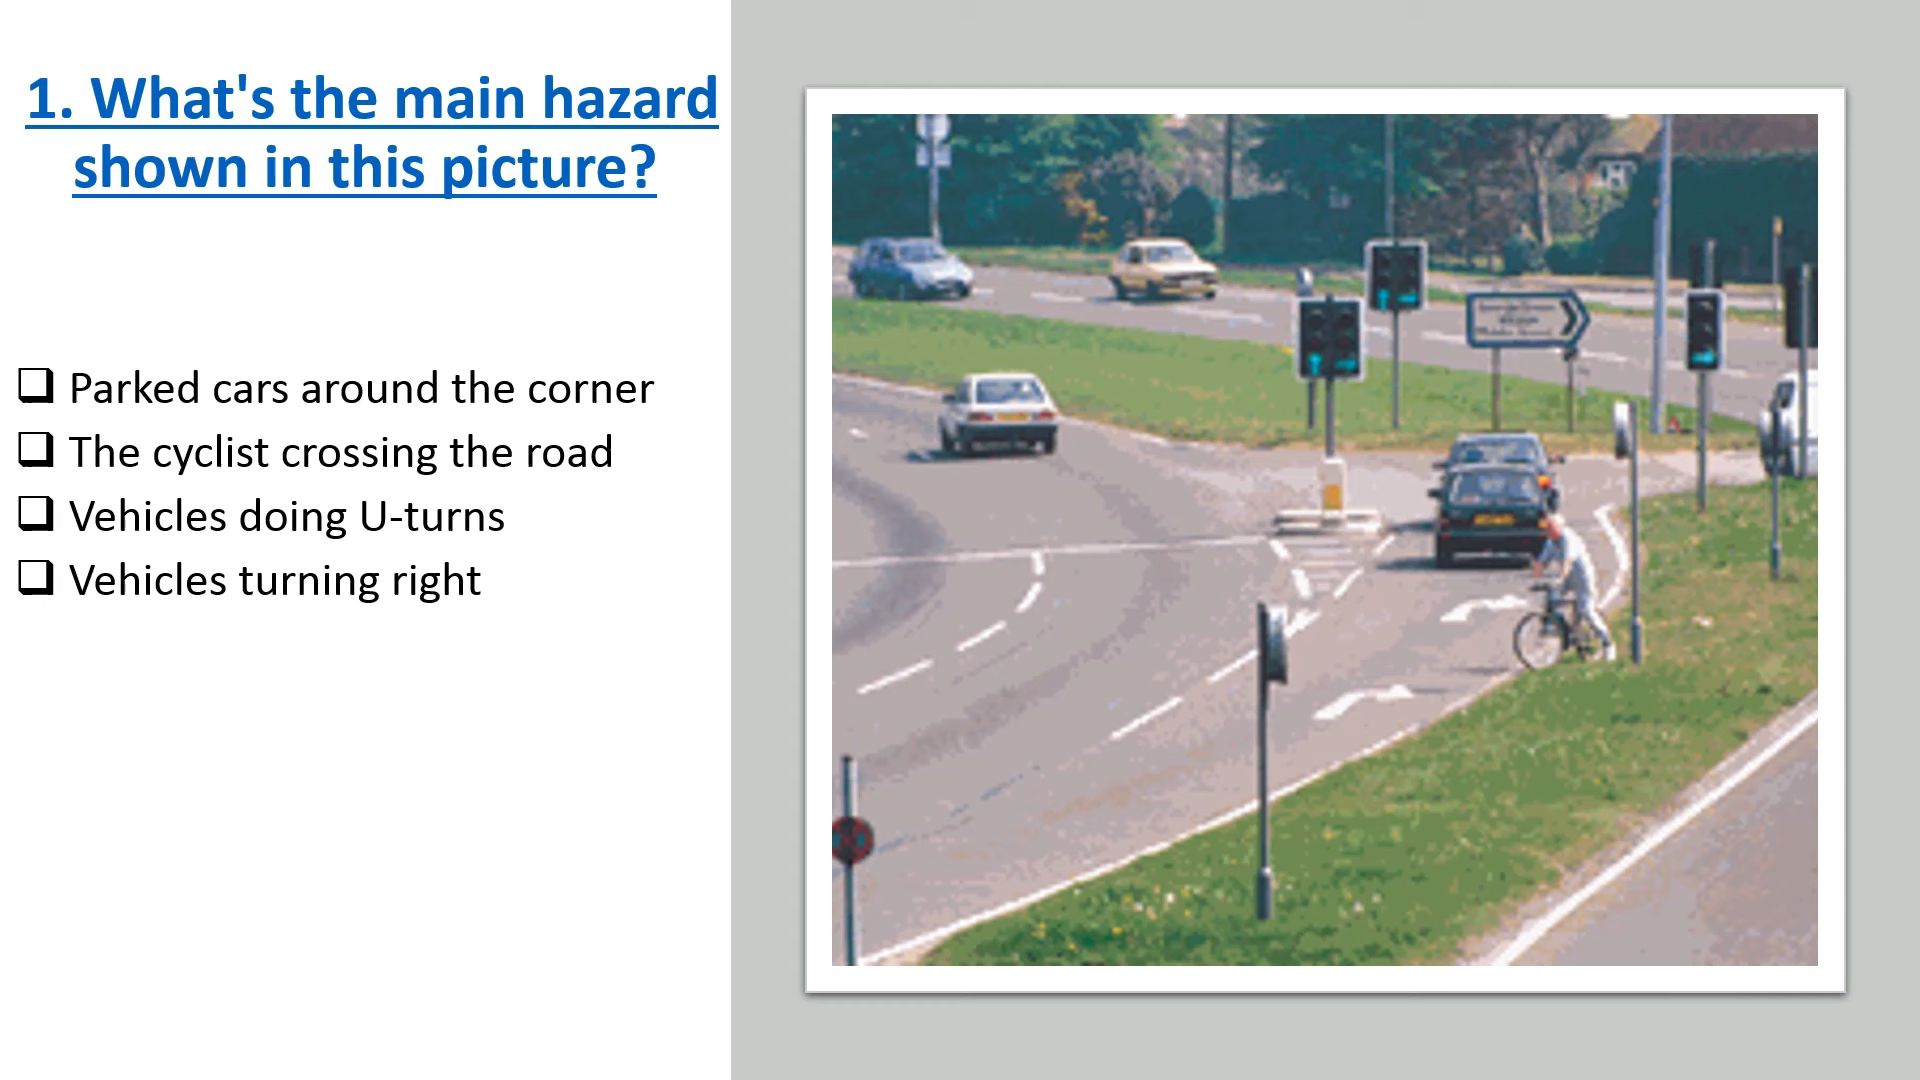 1. What's the main hazard
shown in this picture?
Parked cars around the corner
The cyclist crossing the road
Vehicles doing U-turns
Vehicles turning right